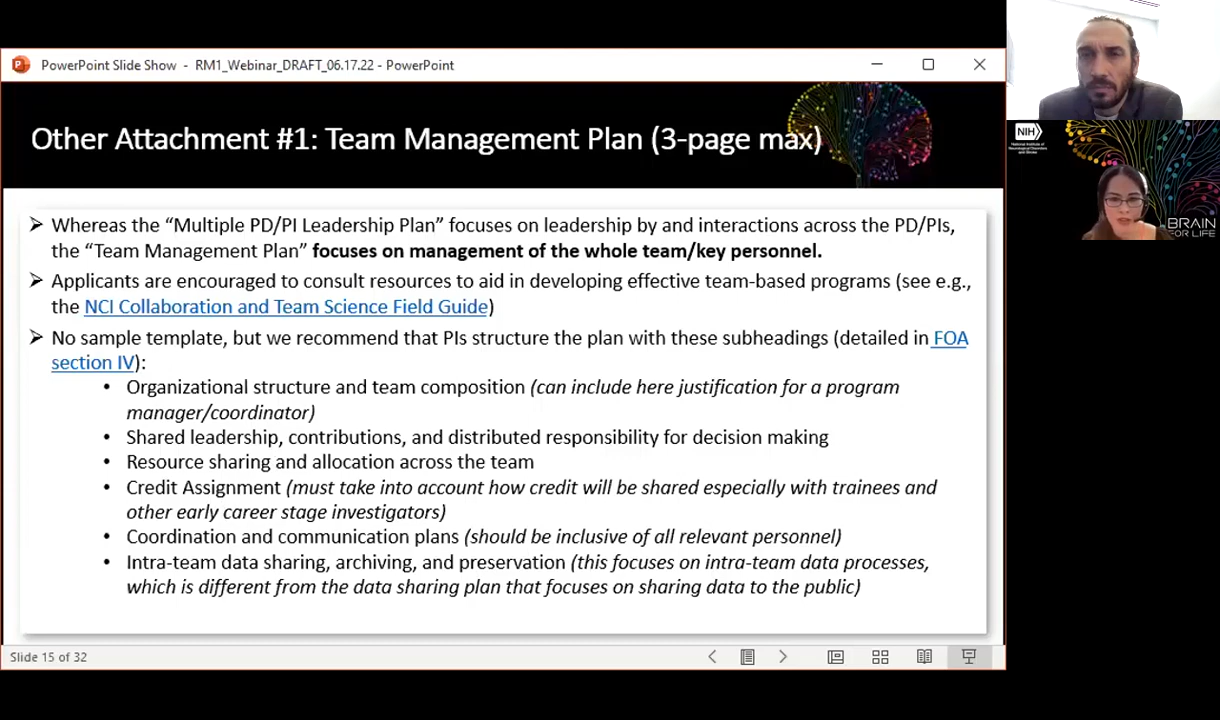 PowerPoint Slide Show - RM1_Webinar_DRAFT_06.17.22 - PowerPoint
Other Attachment #1: Team Management Plan (3-page max)
NIH
BRAIN
FOR LIFE
➢ Whereas the “Multiple PD/PI Leadership Plan” focuses on leadership by and interactions across the PD/PIs,
the “Team Management Plan” focuses on management of the whole team/key personnel.
➢ Applicants are encouraged to consult resources to aid in developing effective team-based programs (see e.g.,
the NCI Collaboration and Team Science Field Guide)
➢ No sample template, but we recommend that PIs structure the plan with these subheadings (detailed in FOA
section IV):
• Organizational structure and team composition (can include here justification for a program
manager/coordinator)
• Shared leadership, contributions, and distributed responsibility for decision making
• Resource sharing and allocation across the team
• Credit Assignment (must take into account how credit will be shared especially with trainees and
other early career stage investigators)
• Coordination and communication plans (should be inclusive of all relevant personnel)
• Intra-team data sharing, archiving, and preservation (this focuses on intra-team data processes,
which is different from the data sharing plan that focuses on sharing data to the public)
Slide 15 of 32